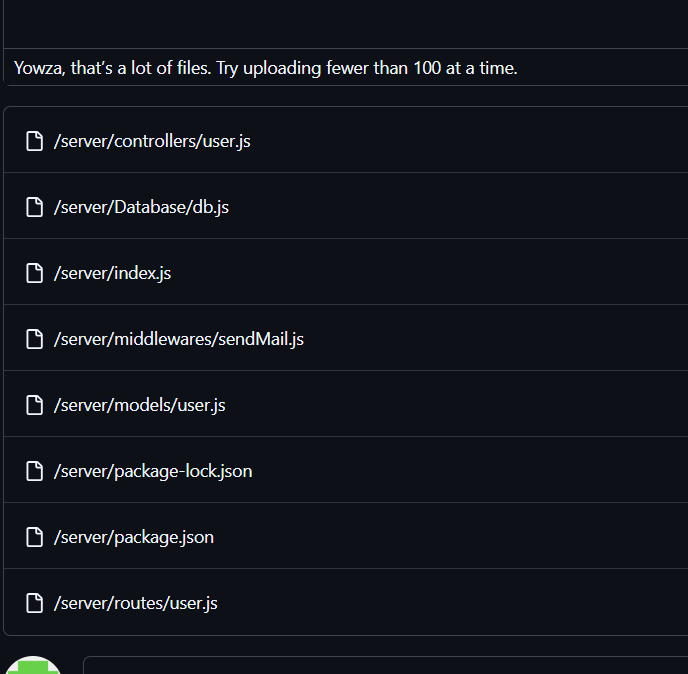 Yowza, that’s a lot of files. Try uploading fewer than 100 at a time.
/server/controllers/user.js
/server/Database/db.js
/server/index.js
/server/middlewares/sendMail.js
/server/models/user.js
/server/package-lock.json
/server/package.json
/server/routes/user.js